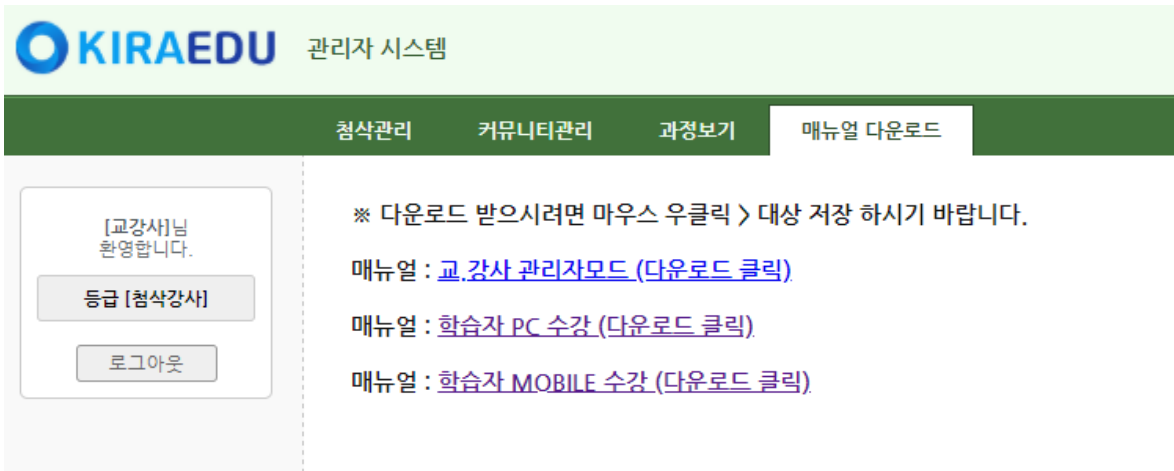 KIRAEDU 관리자 시스템
첨삭관리 커뮤니티관리 과정보기 매뉴얼 다운로드
[교강사]님
환영합니다.
등급 [첨삭강사]
로그아웃
※ 다운로드 받으시려면 마우스 우클릭 > 대상 저장 하시기 바랍니다.
매뉴얼 : 교,강사 관리자모드 (다운로드 클릭)
매뉴얼 : 학습자 PC 수강 (다운로드 클릭)
매뉴얼 : 학습자 MOBILE 수강 (다운로드 클릭)